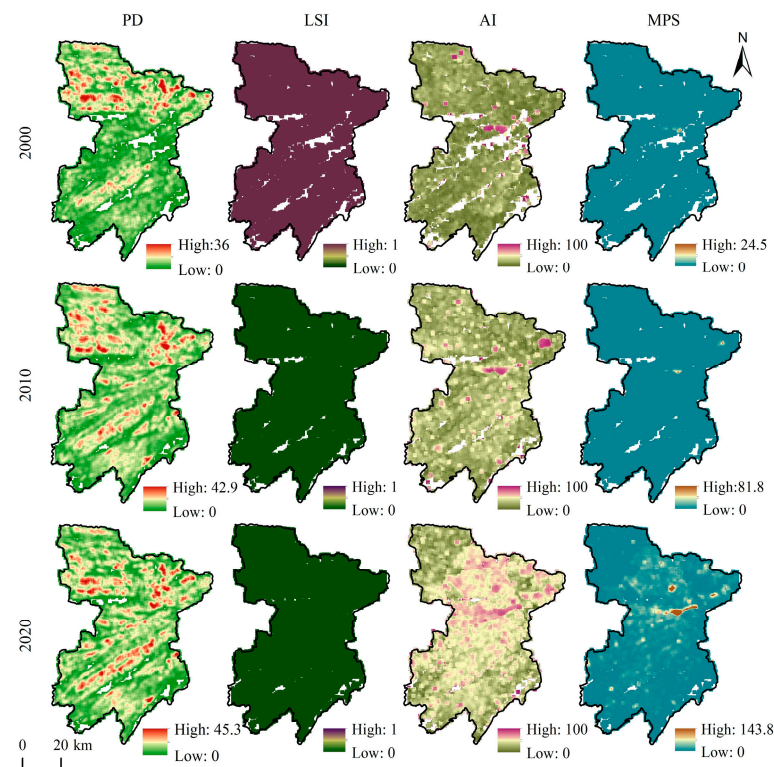 PD LSI AI MPS
N
2000
High:36 High: 1 High: 100 High: 24.5
Low: 0 Low: 0 Low: 0 Low: 0
2010
High: 42.9 High: 1 High: 100 High:81.8
Low: 0 Low: 0 Low: 0 Low: 0
2020
High: 45.3 High: 1 High: 100 High: 143.8
Low: 0 Low: 0 Low: 0 Low: 0
0 20 km